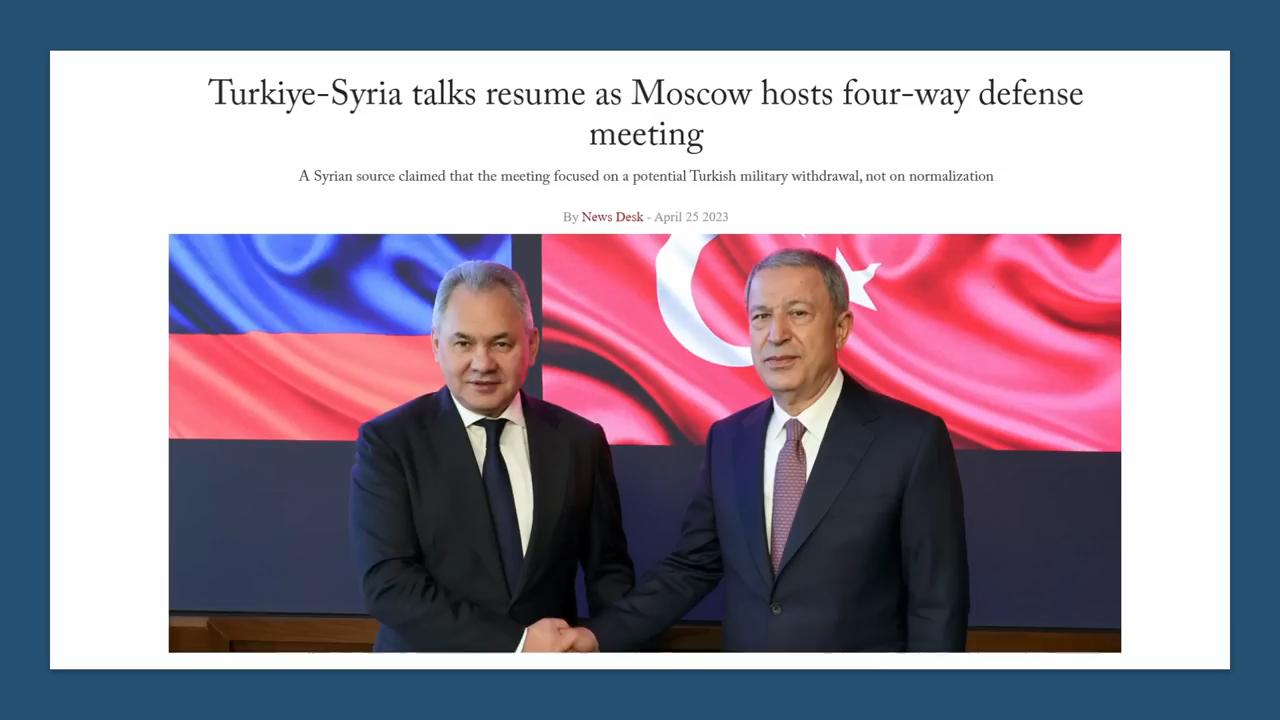 Turkiye-Syria talks resume as Moscow hosts four-way defense
meeting
A Syrian source claimed that the meeting focused on a potential Turkish military withdrawal, not on normalization
By News Desk - April 25 2023